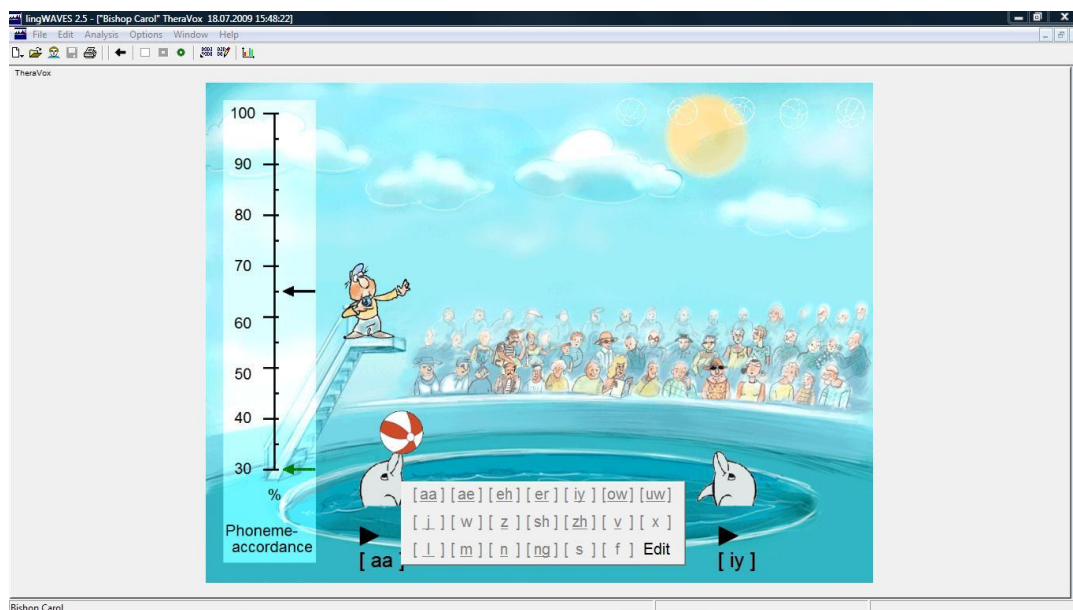 lingWAVES 2.5 - ["Bishop Carol" TheraVox 18.07.2009 15:48:22]
File Edit Analysis Options Window Help
TheraVox
100
90
80
70
60
50
40
30
%
Phoneme-
accordance
[ aa ]
[aa] [ae] [eh] [er] [iy] [ow] [uw]
[ j ] [ w ] [ z ] [sh] [zh] [ v ] [ x ]
[ l ] [ m ] [ n ] [ng] [ s ] [ f ] Edit
[ iy ]
Bishop Carol